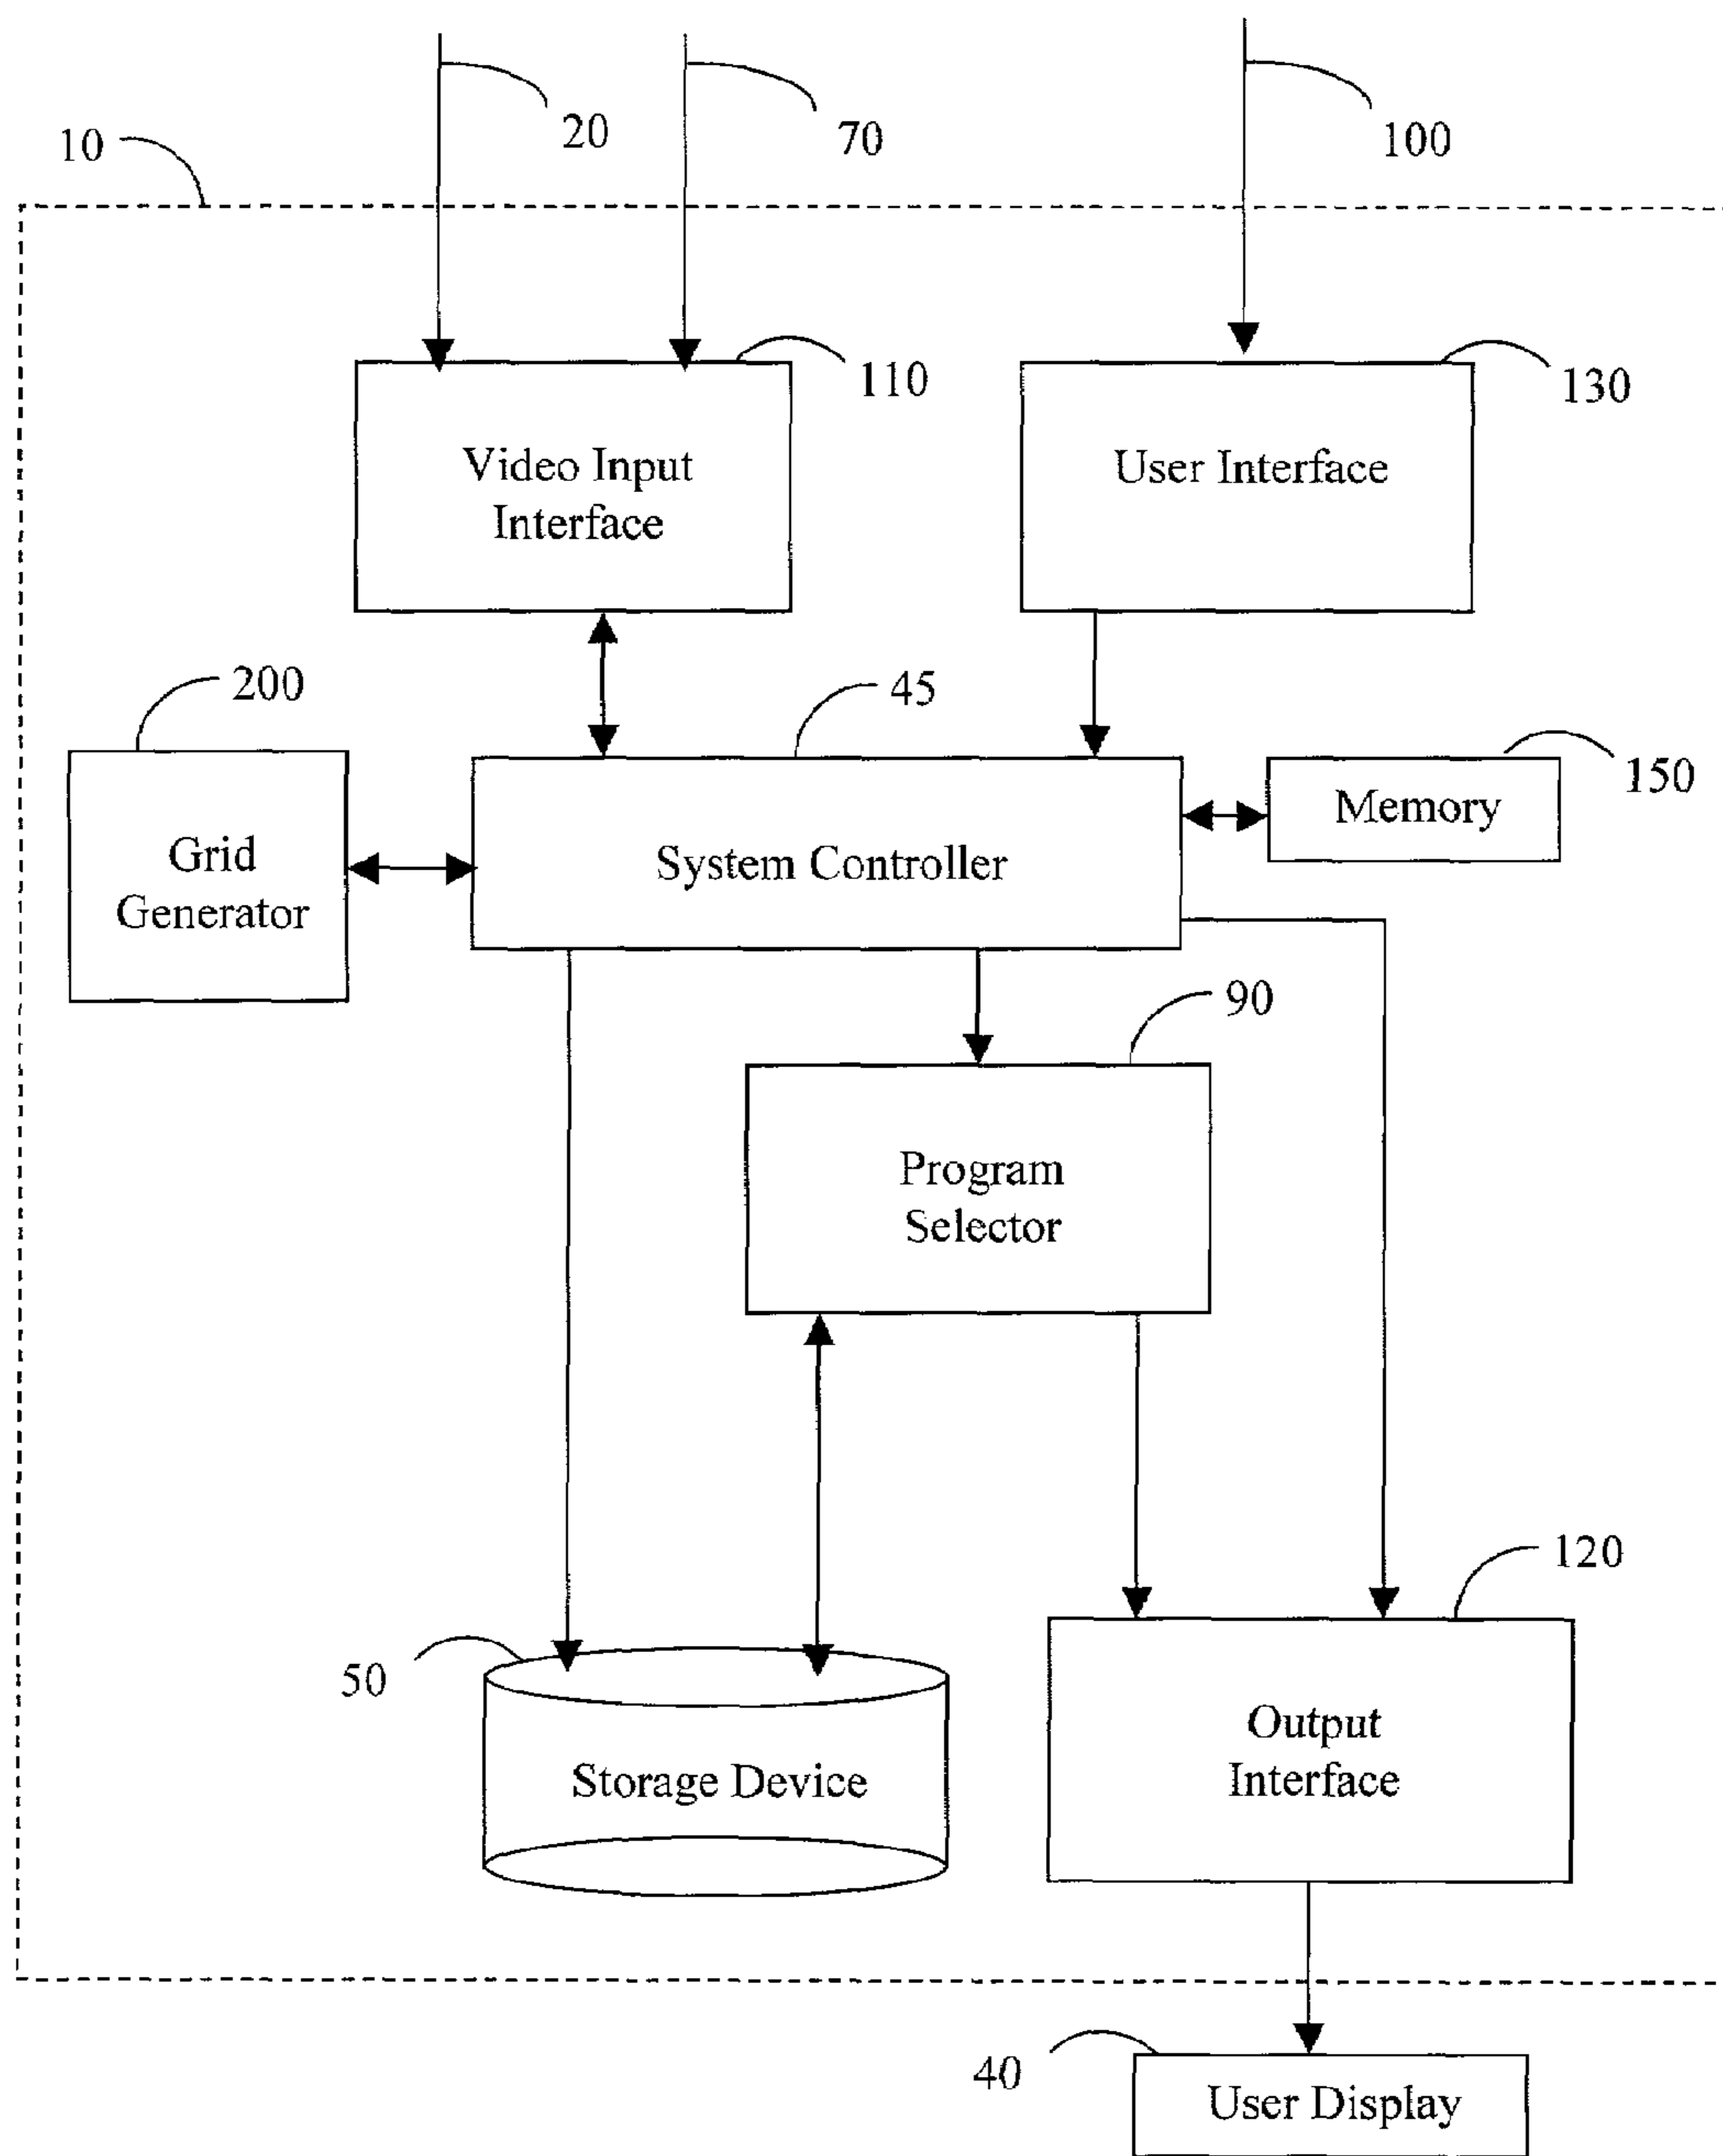 20
70
100
10
110
130
Video Input
Interface
User Interface
200
45
150
Grid
Generator
System Controller
Memory
90
Program
Selector
120
50
Storage Device
Output
Interface
40
User Display